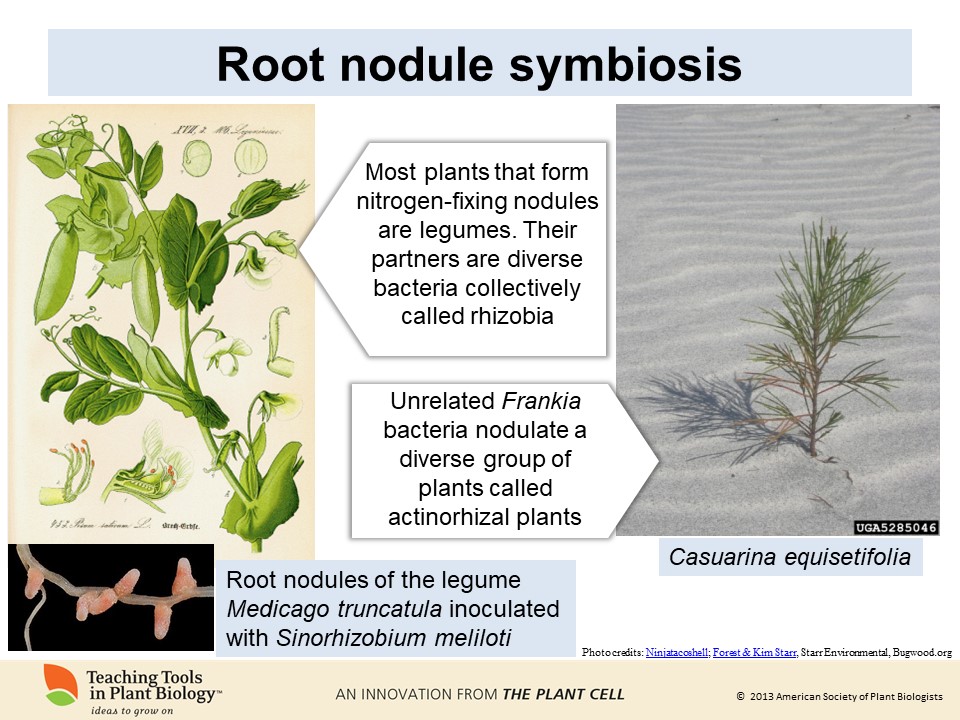 Root nodule symbiosis
XVII, 2. 106. Leguminosae.
Most plants that form
nitrogen-fixing nodules
are legumes. Their
partners are diverse
bacteria collectively
called rhizobia
Unrelated Frankia
bacteria nodulate a
diverse group of
plants called
actinorhizal plants
Pisum sativum L.
UGA5285046
Casuarina equisetifolia
Root nodules of the legume
Medicago truncatula inoculated
with Sinorhizobium meliloti
Photo credits: Ninjatacoshell; Forest & Kim Starr, Starr Environmental, Bugwood.org
Teaching Tools
in Plant Biology™
ideas to grow on
AN INNOVATION FROM THE PLANT CELL
© 2013 American Society of Plant Biologists